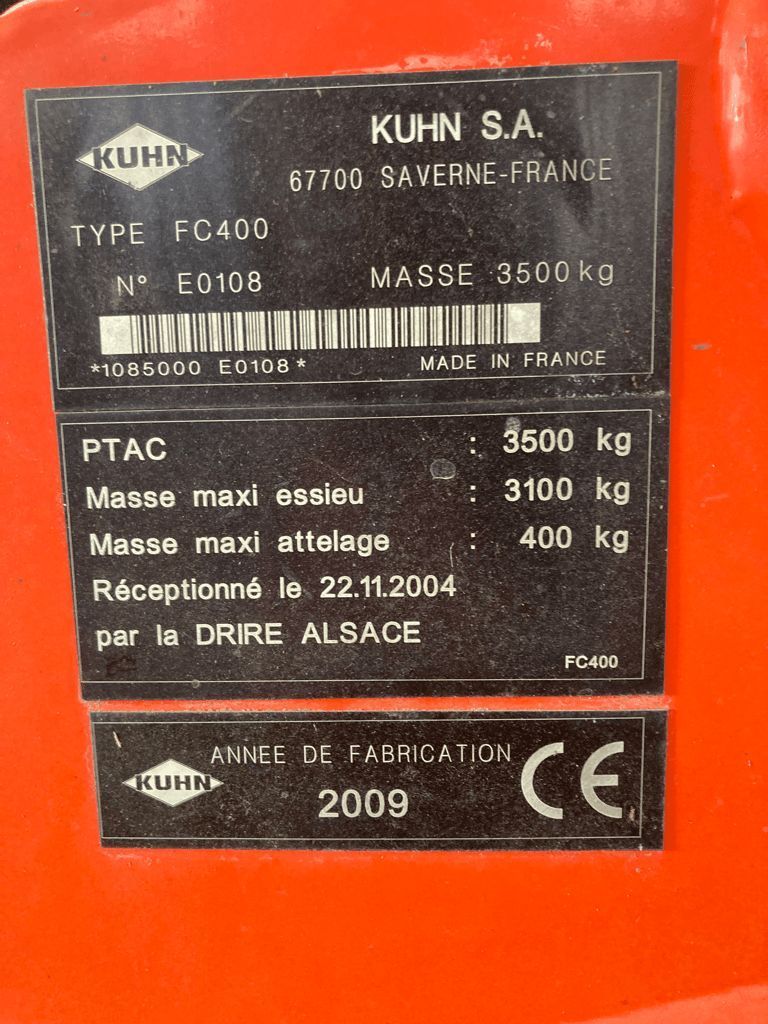 KUHN
KUHN S.A.
67700 SAVERNE-FRANCE
TYPE FC400
N° E0108 MASSE 3500 kg
*1085000 E0108* MADE IN FRANCE
PTAC : 3500 kg
Masse maxi essieu : 3100 kg
Masse maxi attelage : 400 kg
Réceptionné le 22.11.2004
par la DRIRE ALSACE
FC400
KUHN
ANNEE DE FABRICATION
2009
CE